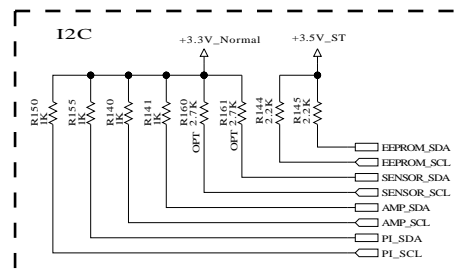 I2C
+3.3V_Normal
+3.5V_ST
R150
1K
R155
1K
R140
1K
R141
1K
R160
OPT 2.7K
R161
OPT 2.7K
R144
2.2K
R145
2.2K
EEPROM_SDA
EEPROM_SCL
SENSOR_SDA
SENSOR_SCL
AMP_SDA
AMP_SCL
PI_SDA
PI_SCL